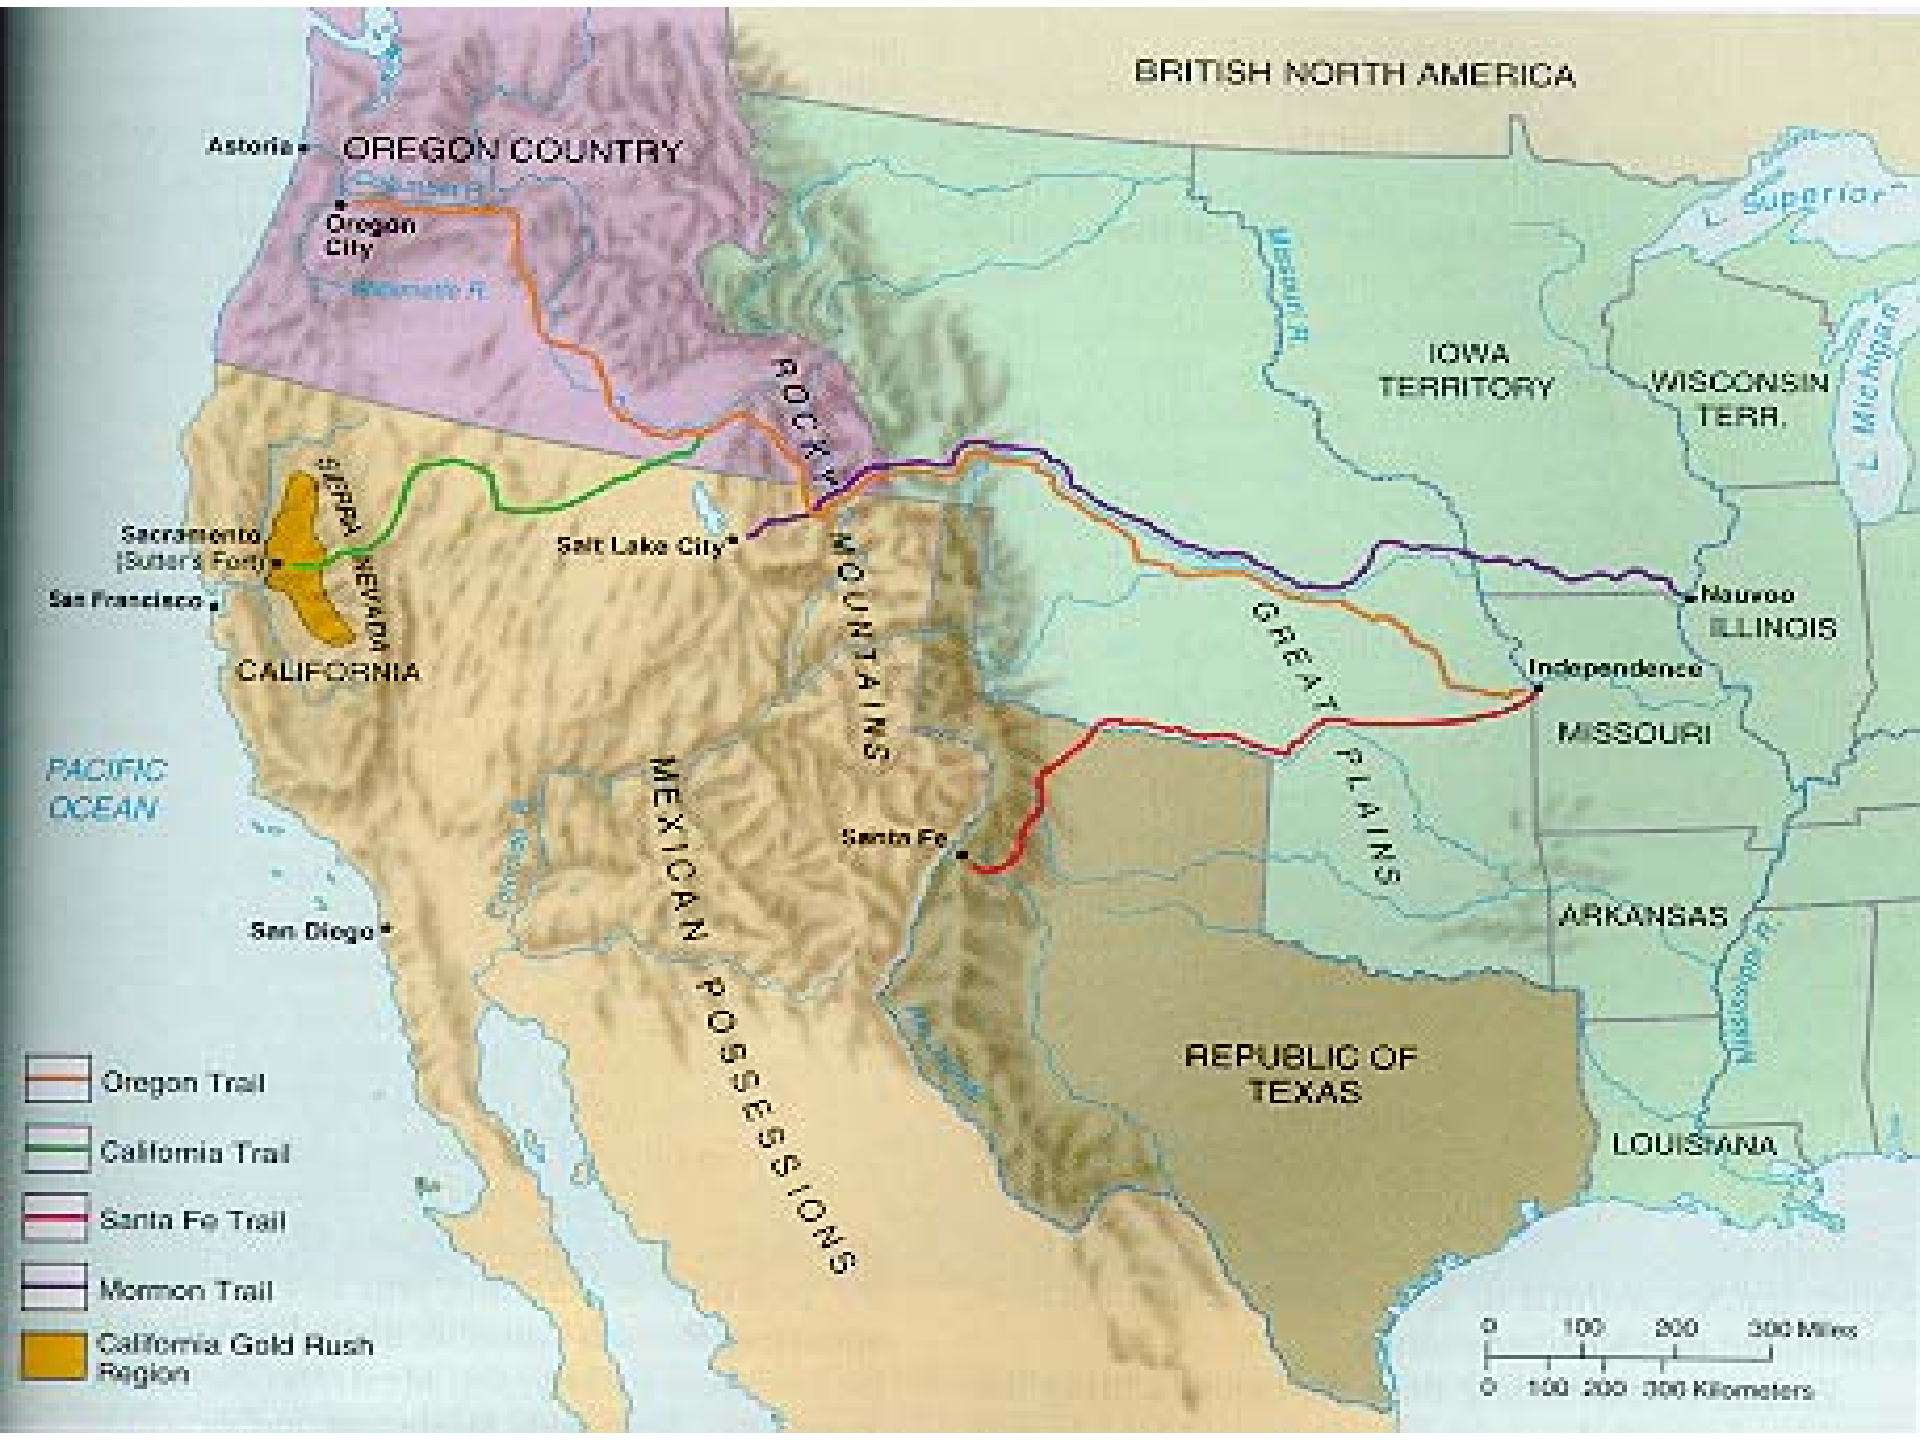 BRITISH NORTH AMERICA
Astoria
OREGON COUNTRY
Oregon
City
Willamette R.
L. Superior
Missouri R.
IOWA
TERRITORY
WISCONSIN
TERR.
L. Michigan
ROCKY
MOUNTAINS
SIERRA NEVADA
Sacramento
(Sutter's Fort)
San Francisco
Salt Lake City
CALIFORNIA
Nauvoo
ILLINOIS
Independence
GREAT PLAINS
MISSOURI
PACIFIC
OCEAN
MEXICAN POSSESSIONS
Santa Fe
San Diego
ARKANSAS
Mississippi R.
REPUBLIC OF
TEXAS
LOUISIANA
Oregon Trail
California Trail
Santa Fe Trail
Mormon Trail
California Gold Rush
Region
0 100 200 300 Miles
0 100 200 300 Kilometers